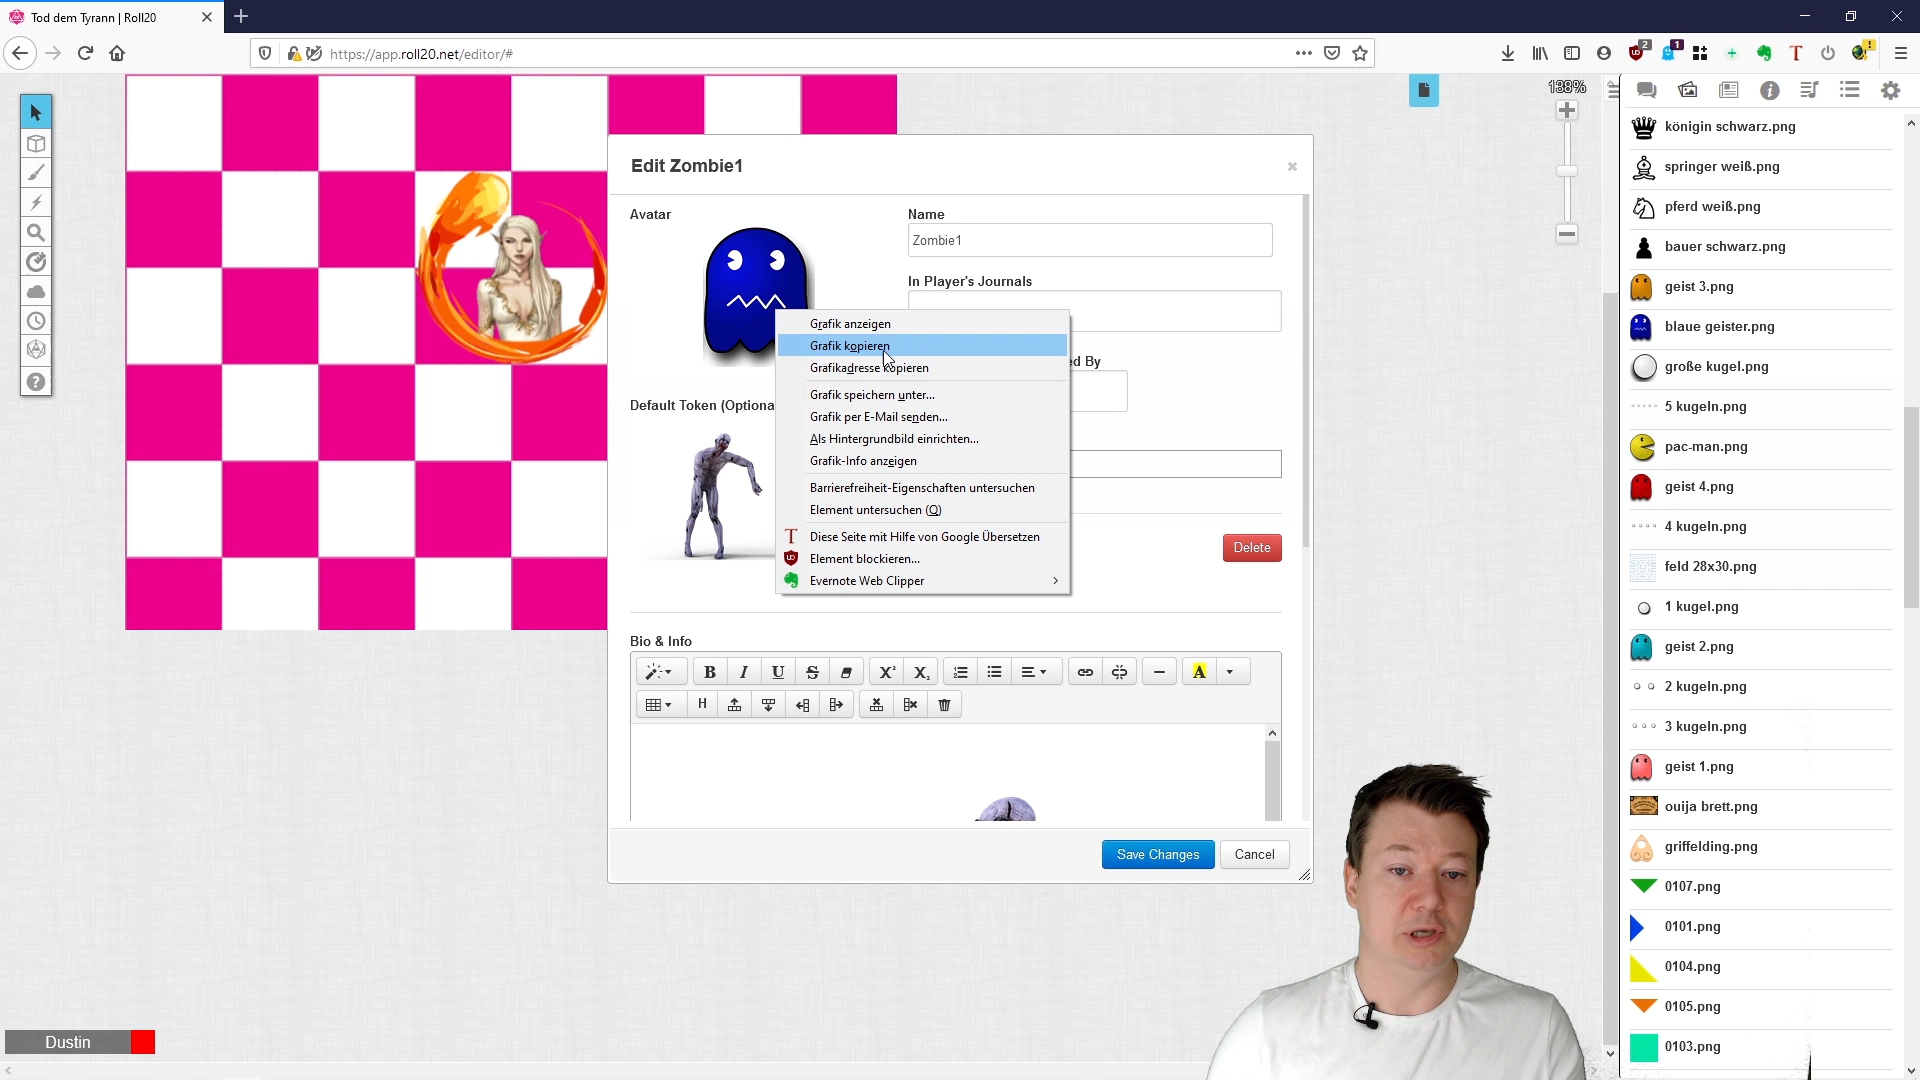 Tod dem Tyrann | Roll20
https://app.roll20.net/editor/#
2
1
138%
Edit Zombie1
Avatar
Name
Zombie1
In Player's Journals
ed By
Default Token (Optiona
Grafik anzeigen
Grafik kopieren
Grafikadresse kopieren
Grafik speichern unter...
Grafik per E-Mail senden...
Als Hintergrundbild einrichten...
Grafik-Info anzeigen
Barrierefreiheit-Eigenschaften untersuchen
Element untersuchen (Q)
Diese Seite mit Hilfe von Google Übersetzen
Element blockieren...
Evernote Web Clipper
Delete
Bio & Info
Save Changes
Cancel
königin schwarz.png
springer weiß.png
pferd weiß.png
bauer schwarz.png
geist 3.png
blaue geister.png
große kugel.png
5 kugeln.png
pac-man.png
geist 4.png
4 kugeln.png
feld 28x30.png
1 kugel.png
geist 2.png
2 kugeln.png
3 kugeln.png
geist 1.png
ouija brett.png
griffelding.png
0107.png
0101.png
0104.png
0105.png
0103.png
Dustin